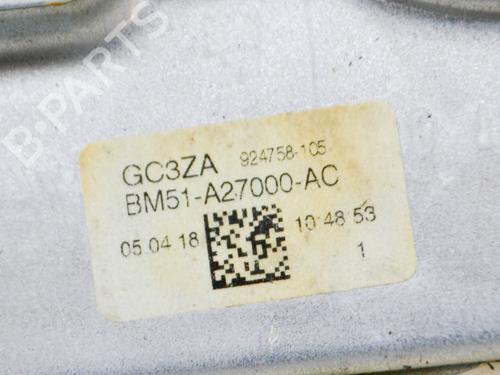 B-PARTS
GC3ZA 924758-105
BM51-A27000-AC
05.04.18 10:48:53
1